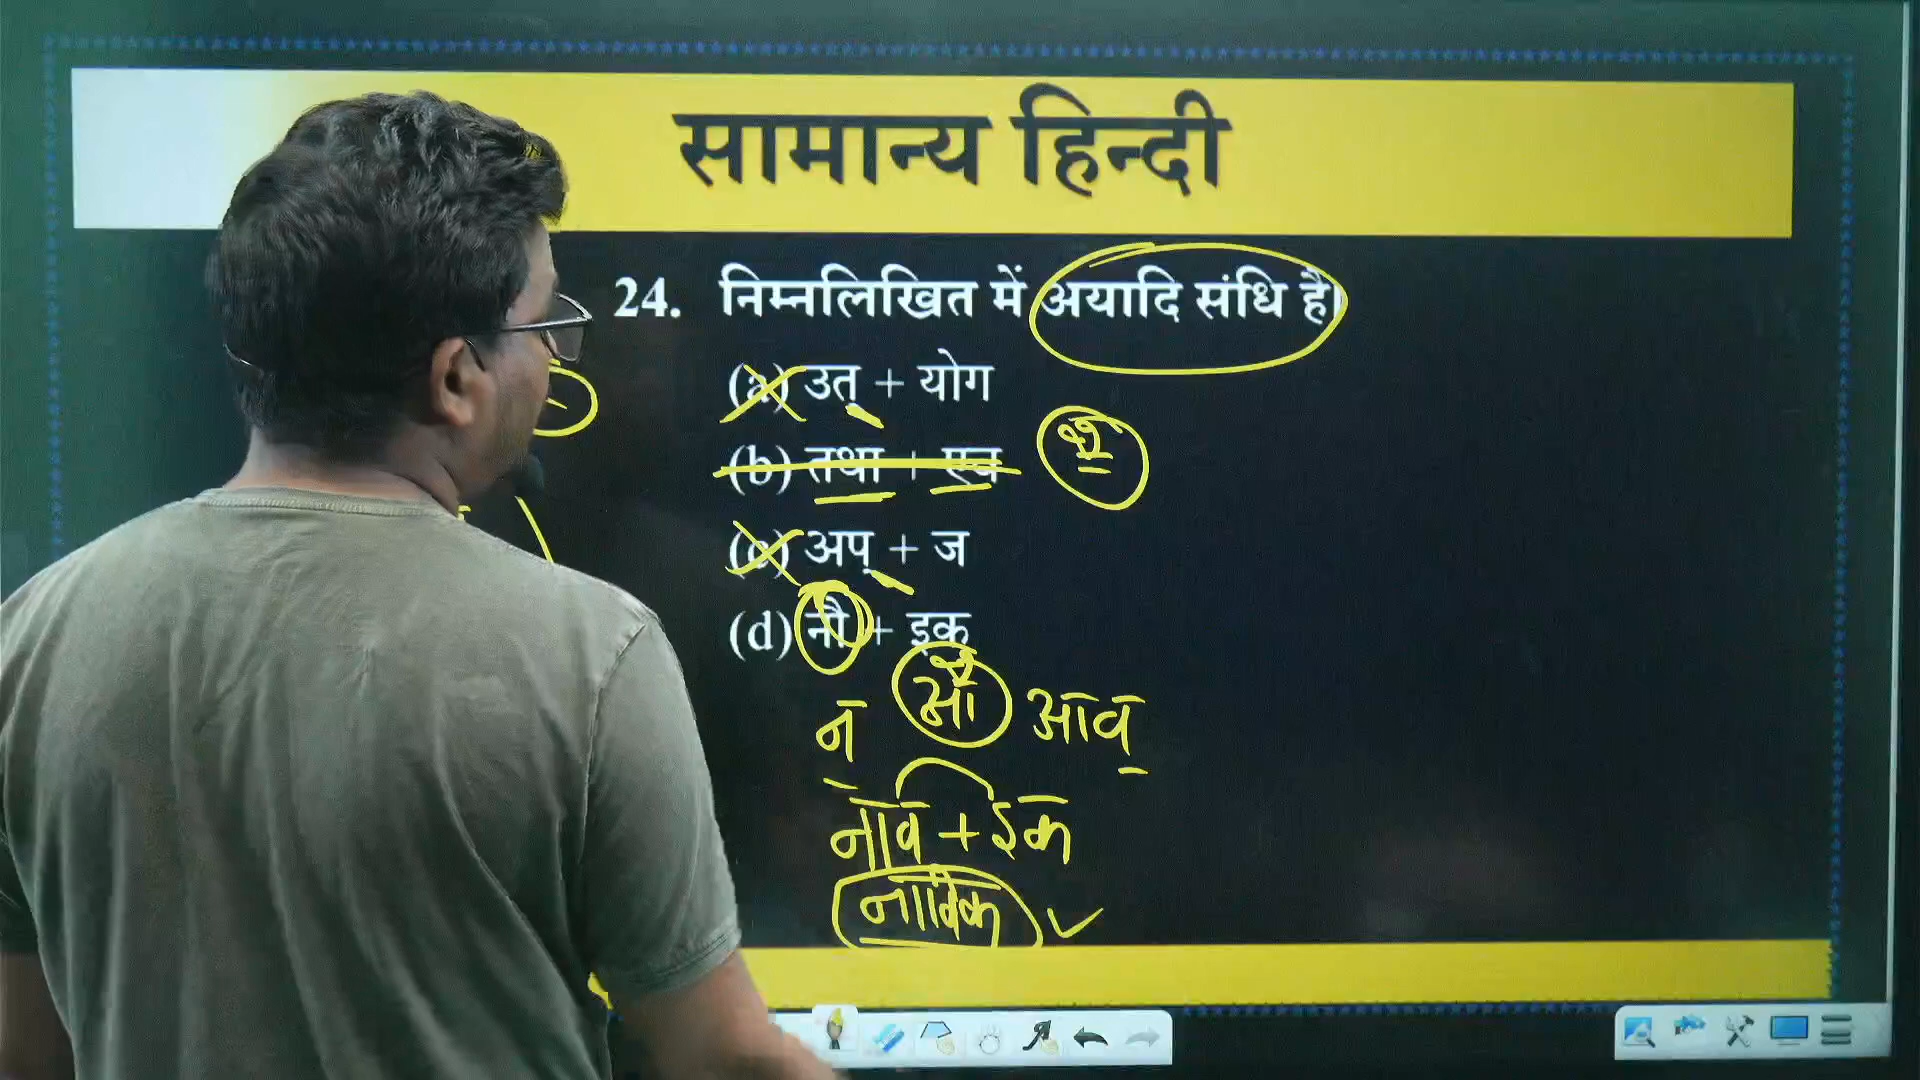 सामान्य हिन्दी
24. निम्नलिखित में अयादि संधि है।
(a) उत् + योग
(b) तथा + एव
(c) अप् + ज
(d) नौ + इक
न् औ आव्
नाव + इक
नाविक